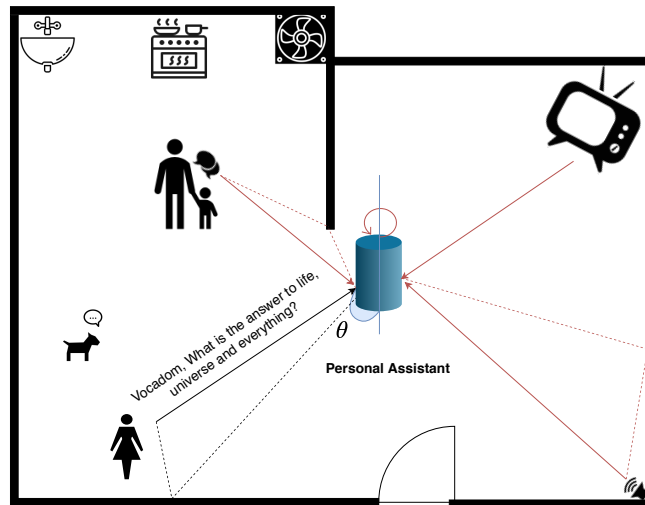 ...
Vocadom, What is the answer to life,
universe and everything?
θ
Personal Assistant